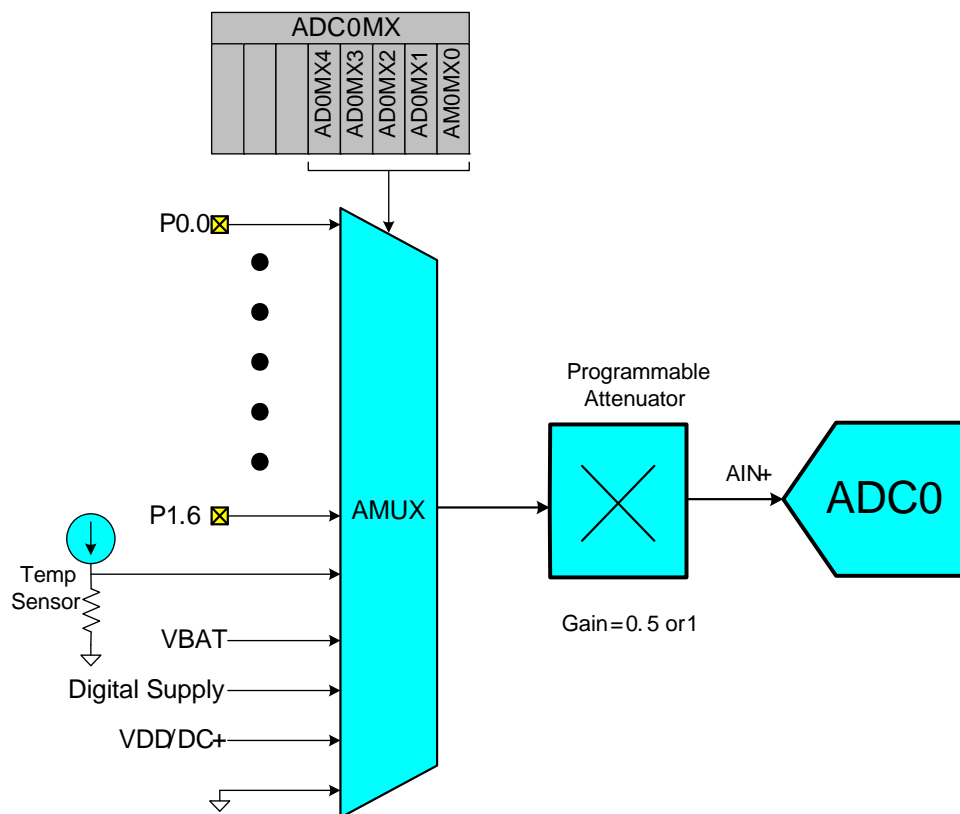 ADC0MX
AD0MX4
AD0MX3
AD0MX2
AD0MX1
AM0MX0
P0.0
Programmable
Attenuator
AIN+
ADC0
P1.6
AMUX
Temp
Sensor
Gain=0.5 or1
VBAT
Digital Supply
VDD/DC+